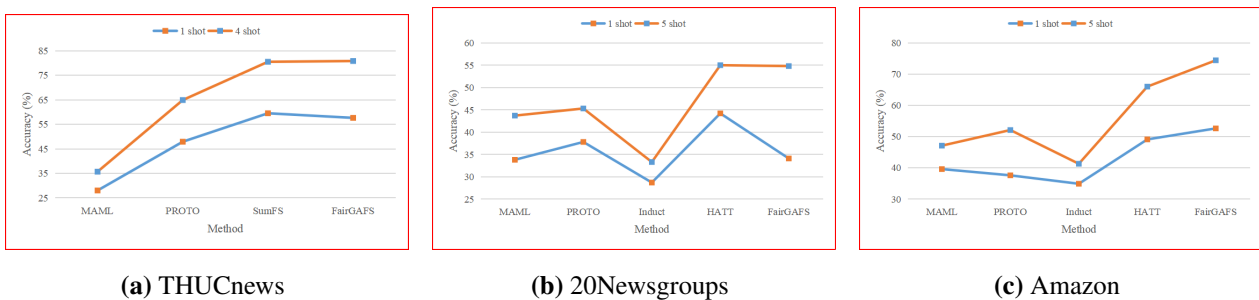 1 shot 4 shot
85
75
65
55
45
35
25
Accuracy (%)
MAML PROTO SumFS FairGAFS
Method
(a) THUCnews
1 shot 5 shot
60
55
50
45
40
35
30
25
Accuracy (%)
MAML PROTO Induct HATT FairGAFS
Method
(b) 20Newsgroups
1 shot 5 shot
80
70
60
50
40
30
Accuracy (%)
MAML PROTO Induct HATT FairGAFS
Method
(c) Amazon